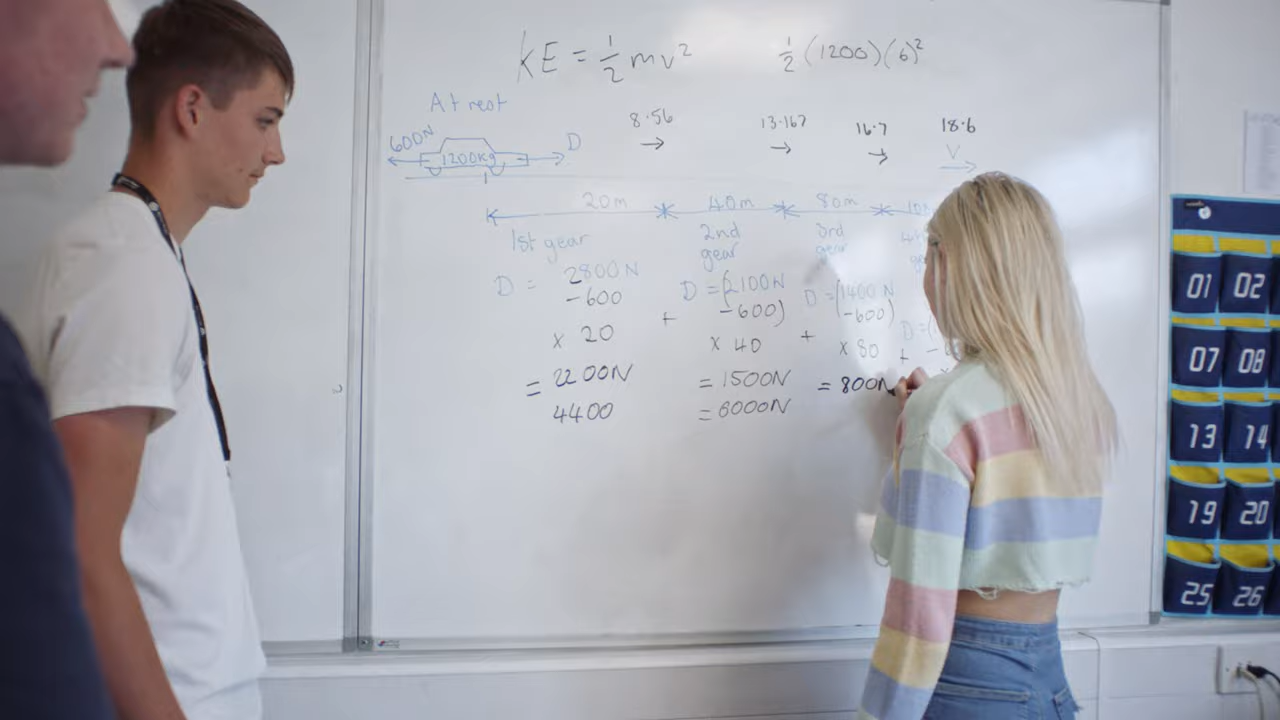 KE = 1/2 mv² 1/2 (1200)(6)²
At rest
8.56 13.167 16.7 18.6
600N 1200kg D → → → V →
20m 40m 80m
1st gear 2nd gear 3rd gear
D = 2800N D = (2100N D = (1400N
-600 -600) -600)
x 20 + x 40 + x 80 +
= 2200N = 1500N = 800N
4400 = 6000N
01 02
07 08
13 14
19 20
25 26